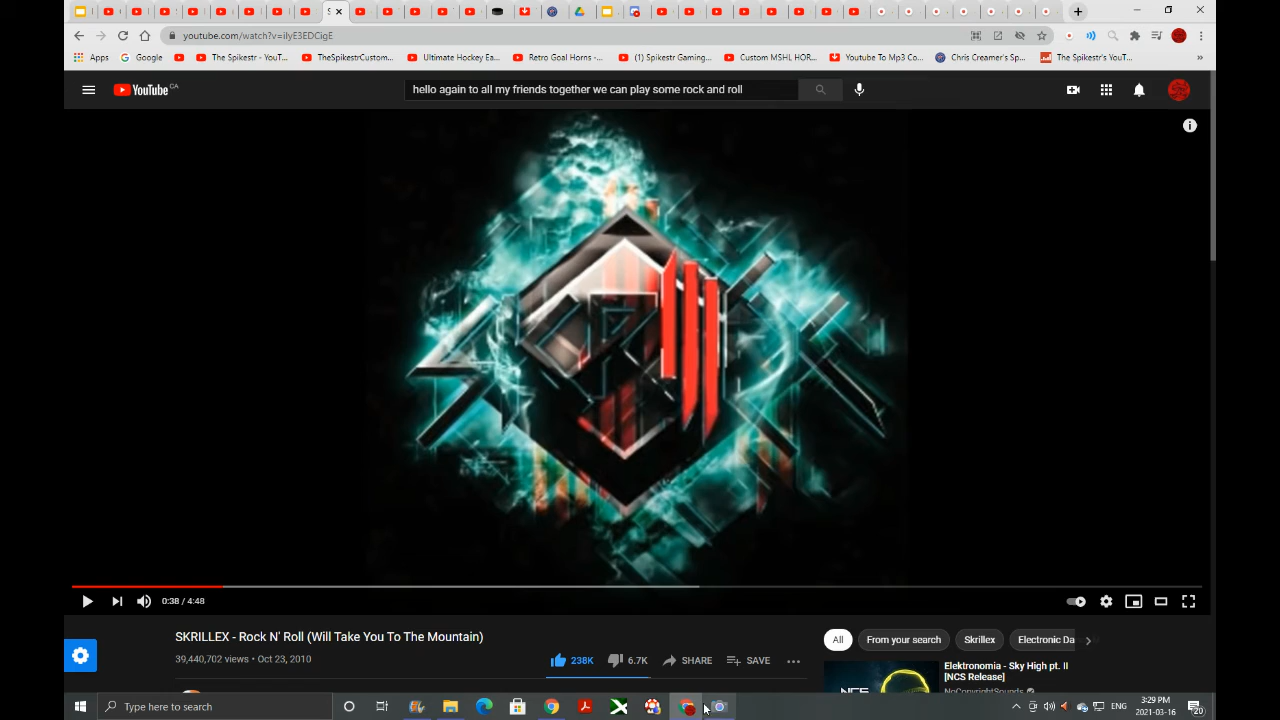 youtube.com/watch?v=iIyE3EDCigE
Apps
Google
The Spikestr - YouT...
TheSpikestrCustom...
Ultimate Hockey Ea...
Retro Goal Horns -...
(1) Spikestr Gaming...
Custom MSHL HOR...
Youtube To Mp3 Co...
Chris Creamer's Sp...
The Spikestr's YouT...
»
YouTube CA
hello again to all my friends together we can play some rock and roll
0:38 / 4:48
SKRILLEX - Rock N' Roll (Will Take You To The Mountain)
39,440,702 views • Oct 23, 2010
238K
6.7K
SHARE
SAVE
All
From your search
Skrillex
Electronic Da
Elektronomia - Sky High pt. II
[NCS Release]
NoCopyrightSounds
Type here to search
ENG
3:29 PM
2021-03-16
20